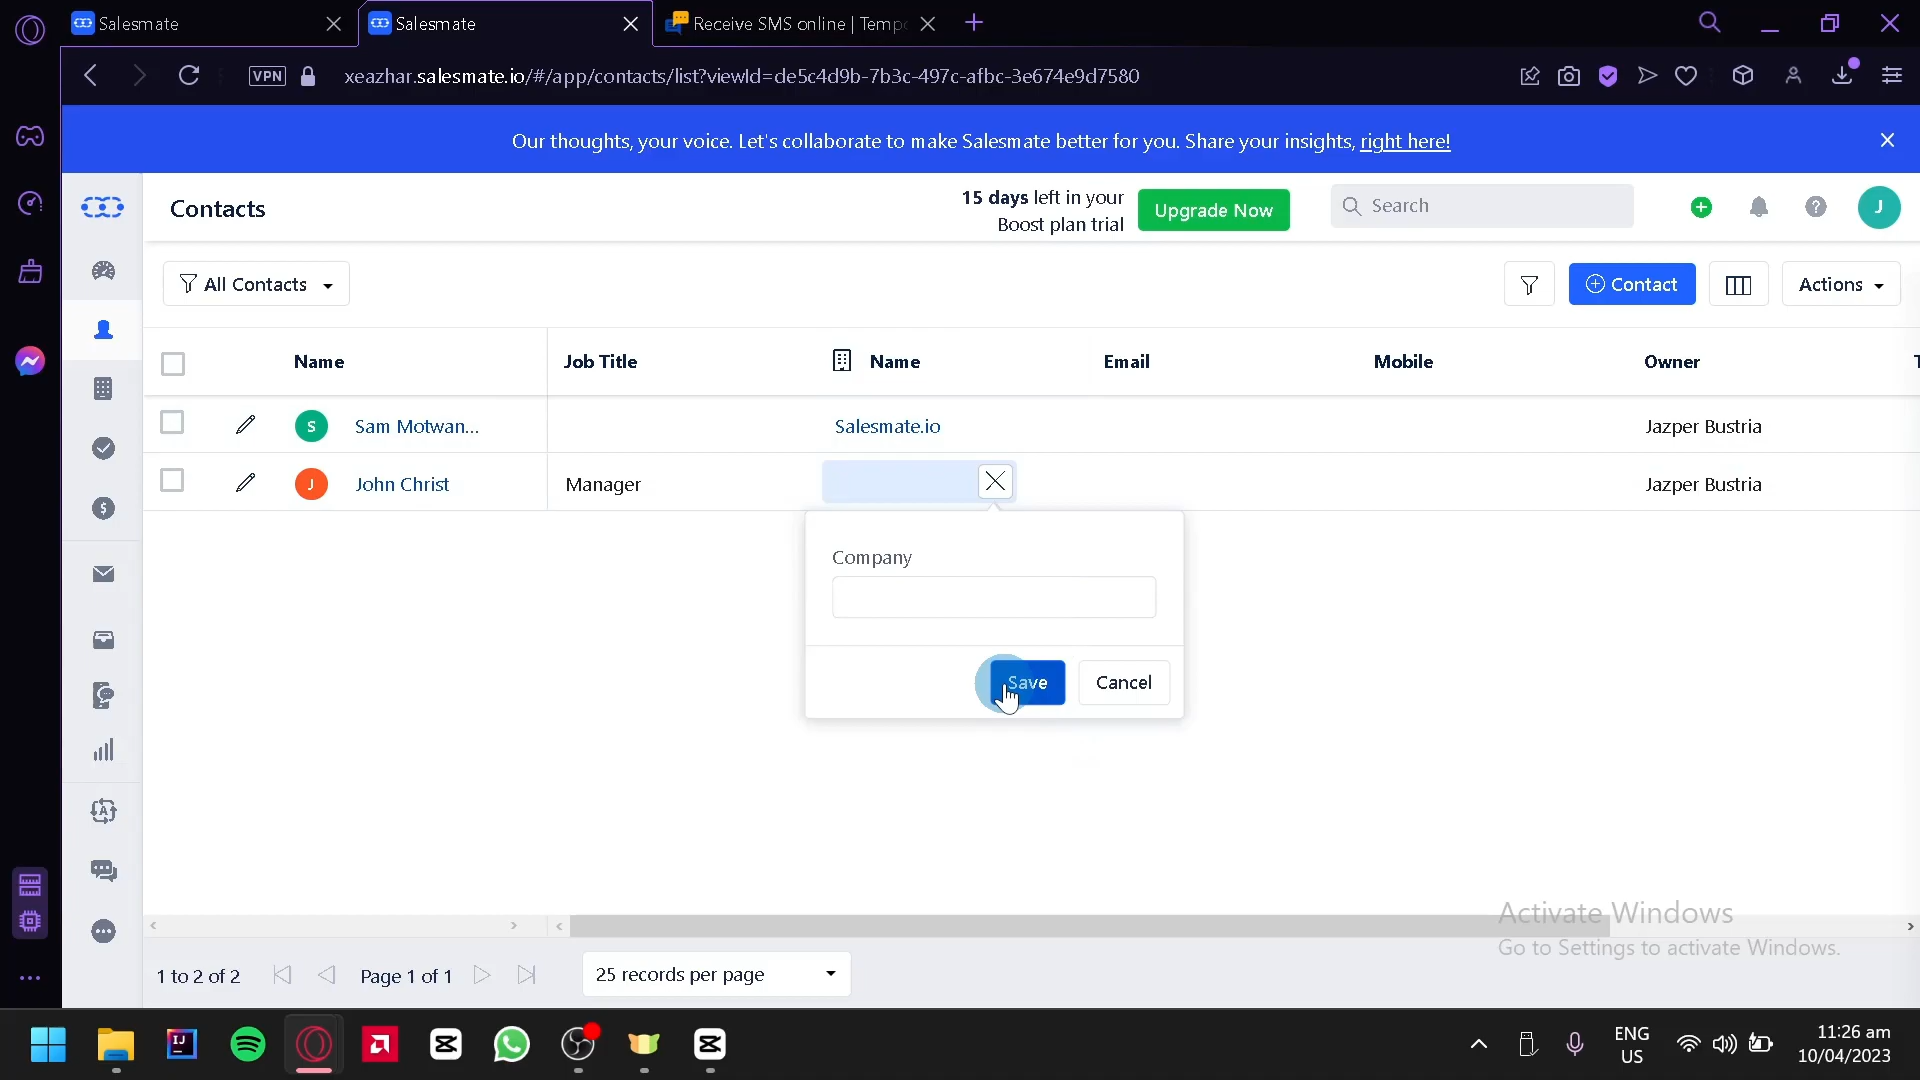 Salesmate
Salesmate
Receive SMS online | Tempo
VPN
xeazhar.salesmate.io/#/app/contacts/list?viewId=de5c4d9b-7b3c-497c-afbc-3e674e9d7580
Our thoughts, your voice. Let's collaborate to make Salesmate better for you. Share your insights, right here!
Contacts
15 days left in your
Boost plan trial
Upgrade Now
Search
J
All Contacts
Contact
Actions
Name
Job Title
Name
Email
Mobile
Owner
S
Sam Motwan...
Salesmate.io
Jazper Bustria
J
John Christ
Manager
Jazper Bustria
Company
Save
Cancel
Activate Windows
Go to Settings to activate Windows.
1 to 2 of 2
Page 1 of 1
25 records per page
IJ
ENG
US
11:26 am
10/04/2023